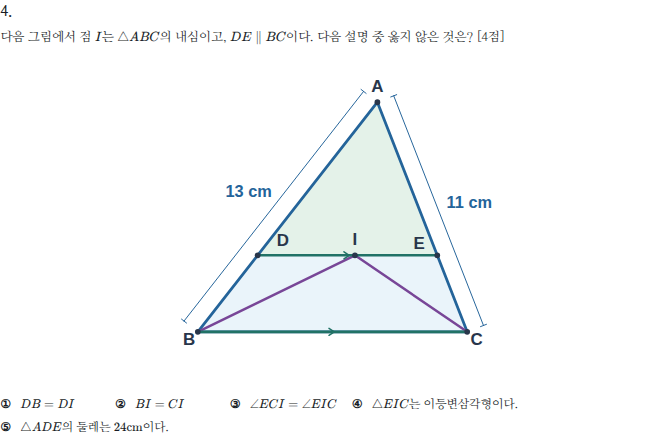 4.
다음 그림에서 점 I는 △ABC의 내심이고, DE ∥ BC이다. 다음 설명 중 옳지 않은 것은? [4점]
A
13 cm
11 cm
D
I
E
B
C
① DB = DI ② BI = CI ③ ∠ECI = ∠EIC ④ △EIC는 이등변삼각형이다.
⑤ △ADE의 둘레는 24cm이다.